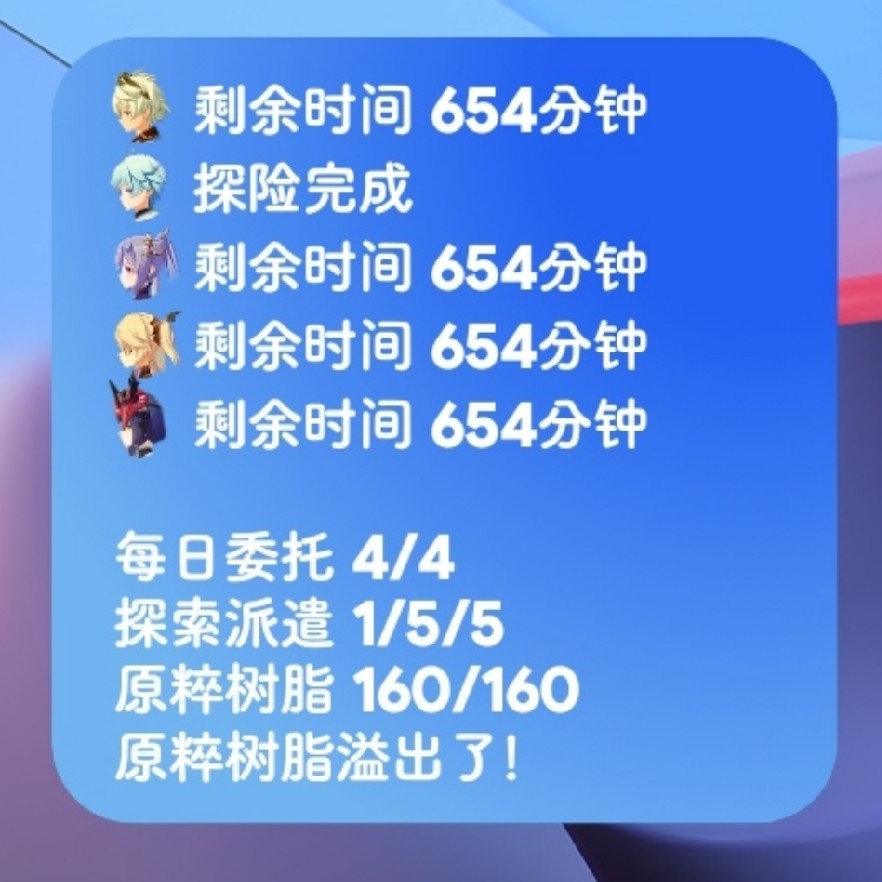 剩余时间 654分钟
探险完成
剩余时间 654分钟
剩余时间 654分钟
剩余时间 654分钟
每日委托 4/4
探索派遣 1/5/5
原粹树脂 160/160
原粹树脂溢出了!